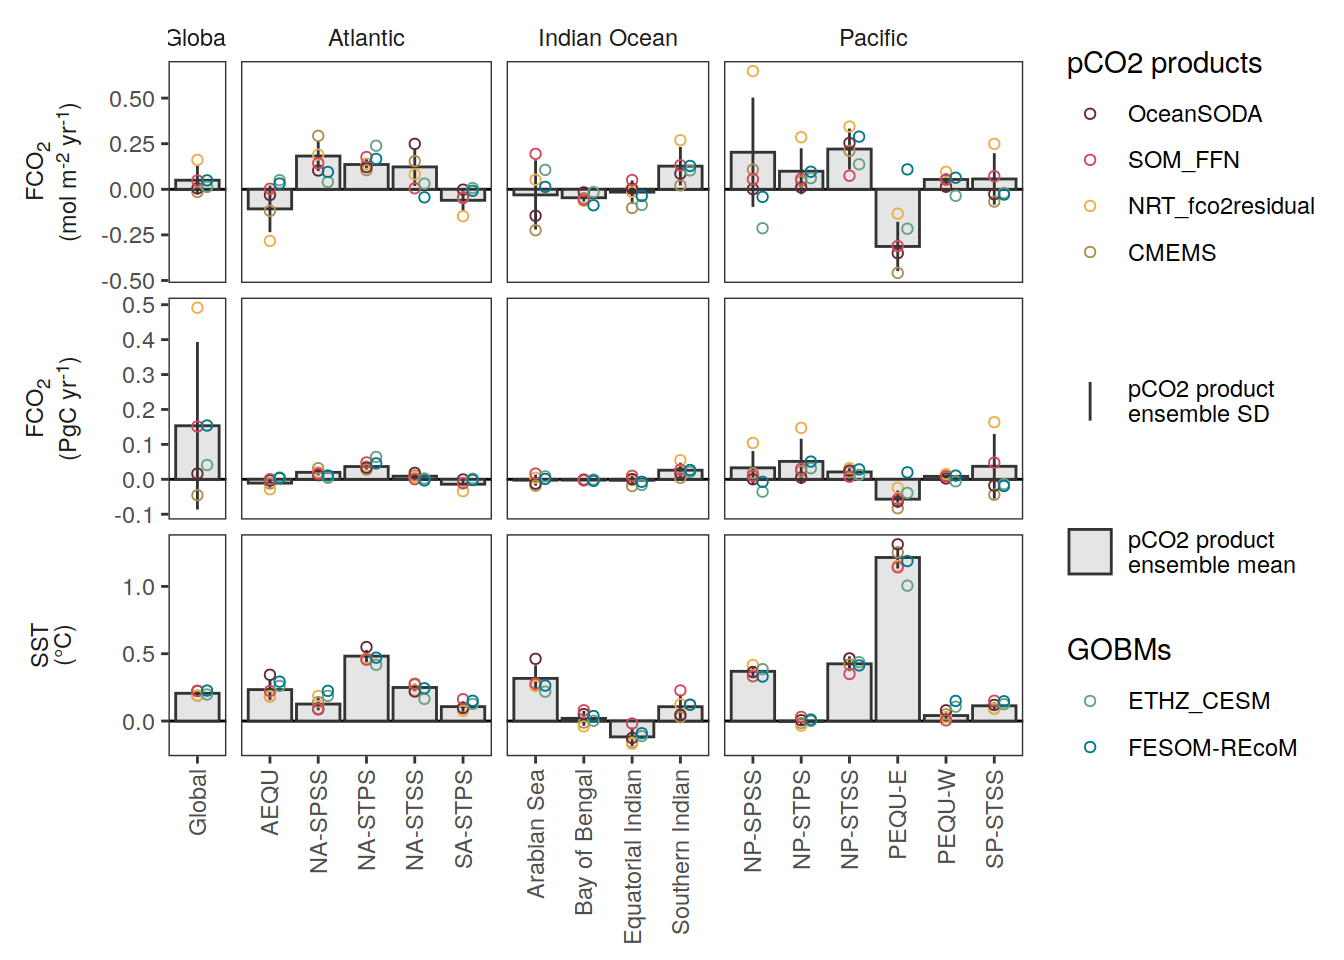 Globa
Atlantic
Indian Ocean
Pacific
FCO2
(mol m-2 yr-1)
0.50
0.25
0.00
-0.25
-0.50
FCO2
(PgC yr-1)
0.5
0.4
0.3
0.2
0.1
0.0
-0.1
SST
(°C)
1.0
0.5
0.0
Global
AEQU
NA-SPSS
NA-STPS
NA-STSS
SA-STPS
Arabian Sea
Bay of Bengal
Equatorial Indian
Southern Indian
NP-SPSS
NP-STPS
NP-STSS
PEQU-E
PEQU-W
SP-STSS
pCO2 products
OceanSODA
SOM_FFN
NRT_fco2residual
CMEMS
pCO2 product
ensemble SD
pCO2 product
ensemble mean
GOBMs
ETHZ_CESM
FESOM-REcoM